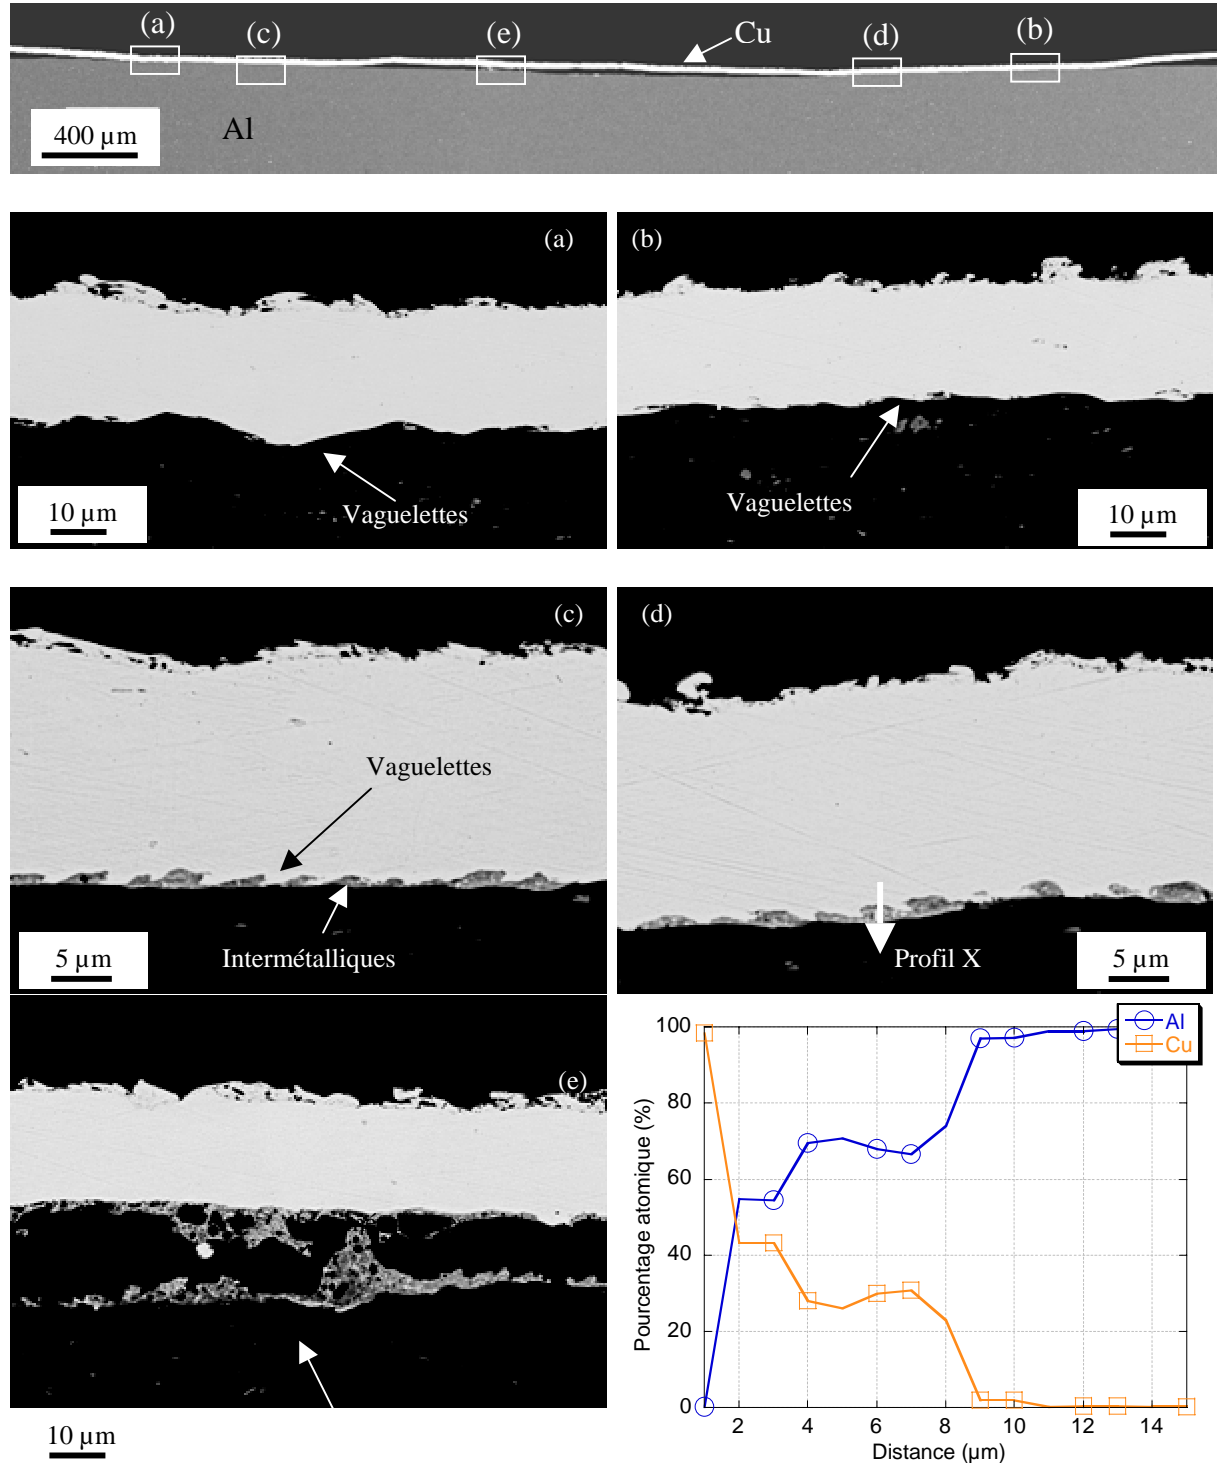 (a) (c) (e) Cu (d) (b)
Al
400 µm
(a)
Vaguelettes
10 µm
(b)
Vaguelettes
10 µm
(c)
Vaguelettes
Intermétalliques
5 µm
(d)
Profil X
5 µm
(e)
10 µm
Al
Cu
Pourcentage atomique (%)
100
80
60
40
20
0
2 4 6 8 10 12 14
Distance (µm)